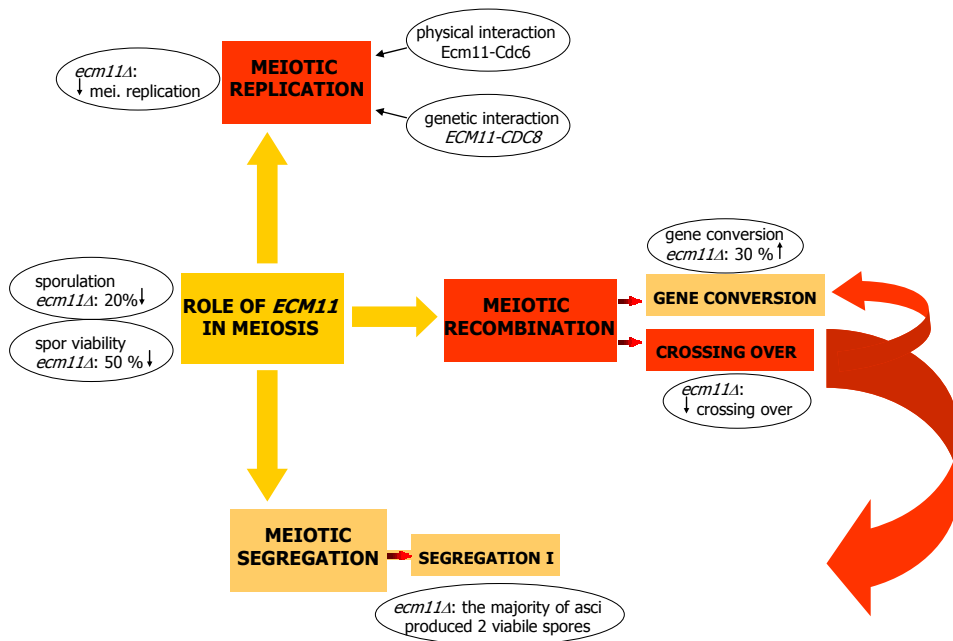 physical interaction
Ecm11-Cdc6
ecm11Δ:
↓ mei. replication
MEIOTIC
REPLICATION
genetic interaction
ECM11-CDC8
gene conversion
ecm11Δ: 30 %↑
sporulation
ecm11Δ: 20%↓
spor viability
ecm11Δ: 50 %↓
ROLE OF ECM11
IN MEIOSIS
MEIOTIC
RECOMBINATION
GENE CONVERSION
CROSSING OVER
ecm11Δ:
↓ crossing over
MEIOTIC
SEGREGATION
SEGREGATION I
ecm11Δ: the majority of asci
produced 2 viabile spores